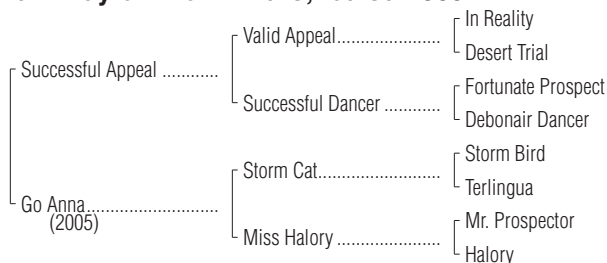 In Reality
Valid Appeal
Desert Trial
Successful Appeal
Fortunate Prospect
Successful Dancer
Debonair Dancer
Storm Bird
Storm Cat
Terlingua
Go Anna
(2005)
Mr. Prospector
Miss Halory
Halory